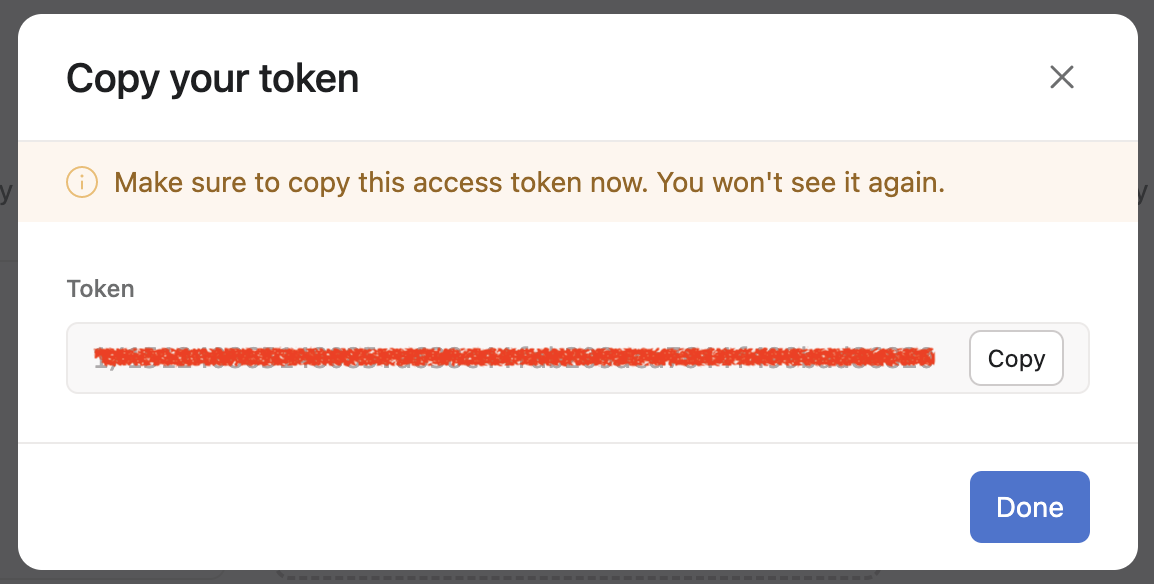 Copy your token
Make sure to copy this access token now. You won't see it again.
Token
Copy
Done